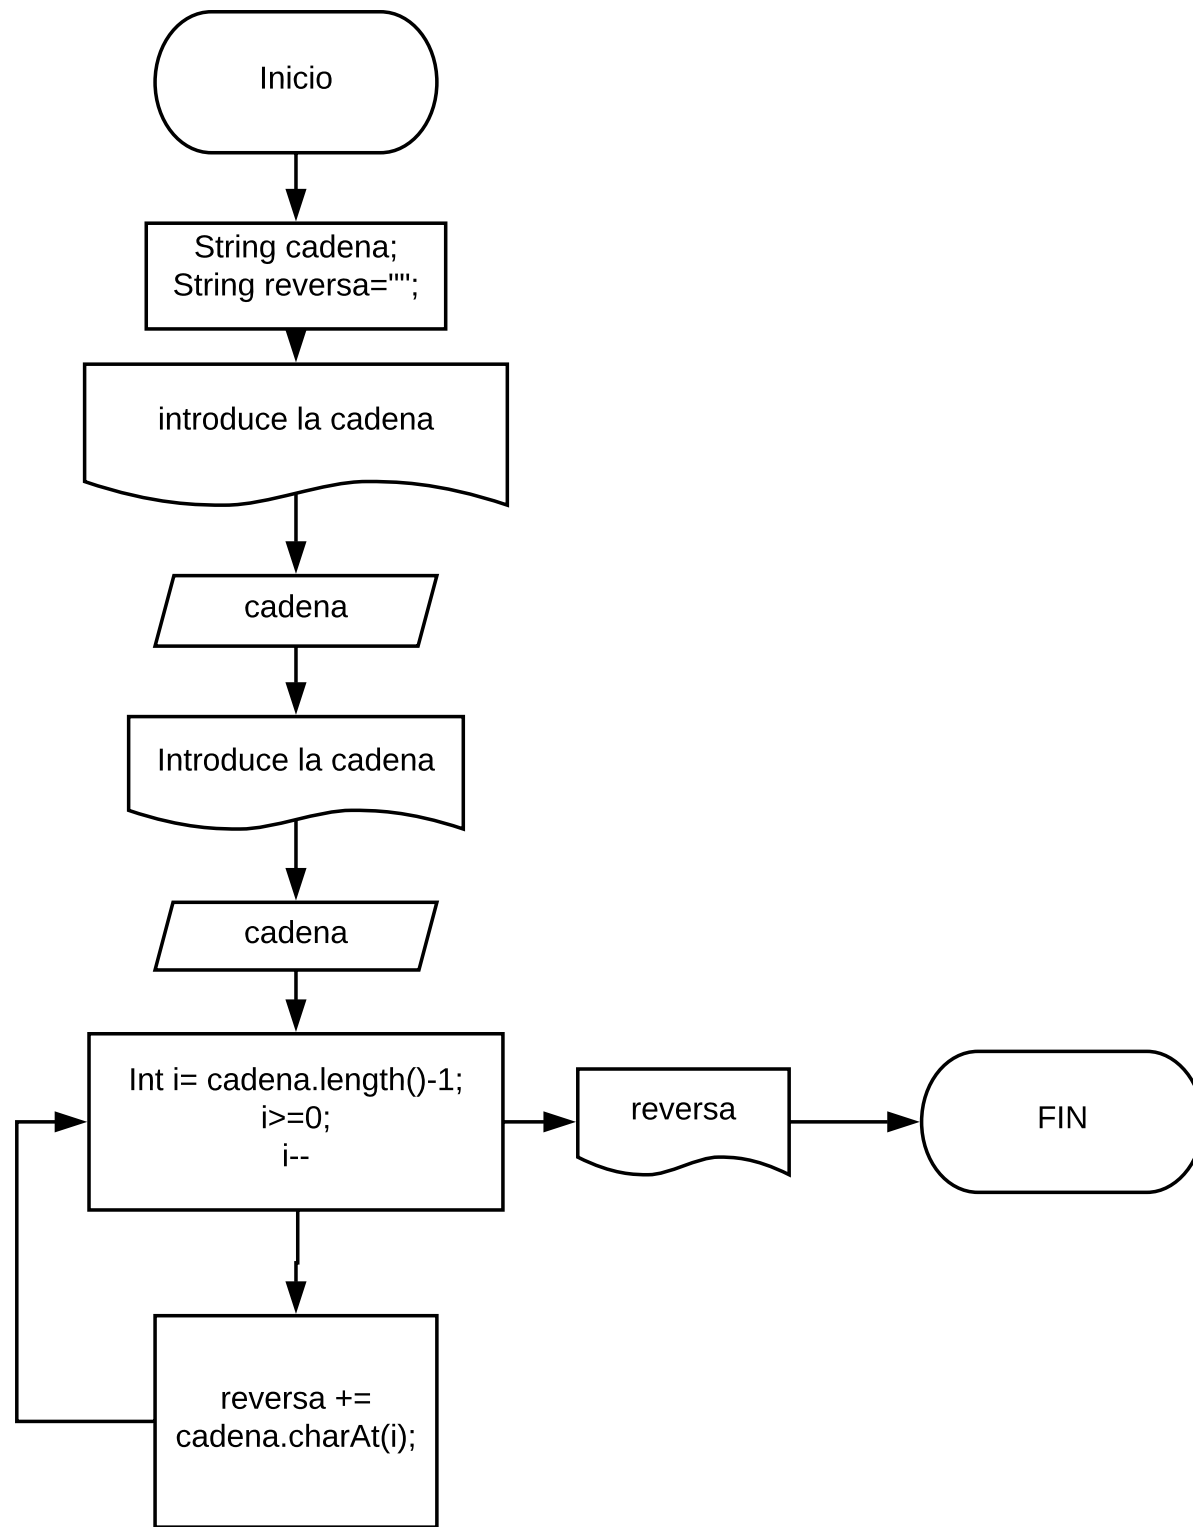 Inicio
String cadena;
String reversa="";
introduce la cadena
cadena
Introduce la cadena
cadena
Int i= cadena.length()-1;
i>=0;
i--
reversa
FIN
reversa +=
cadena.charAt(i);